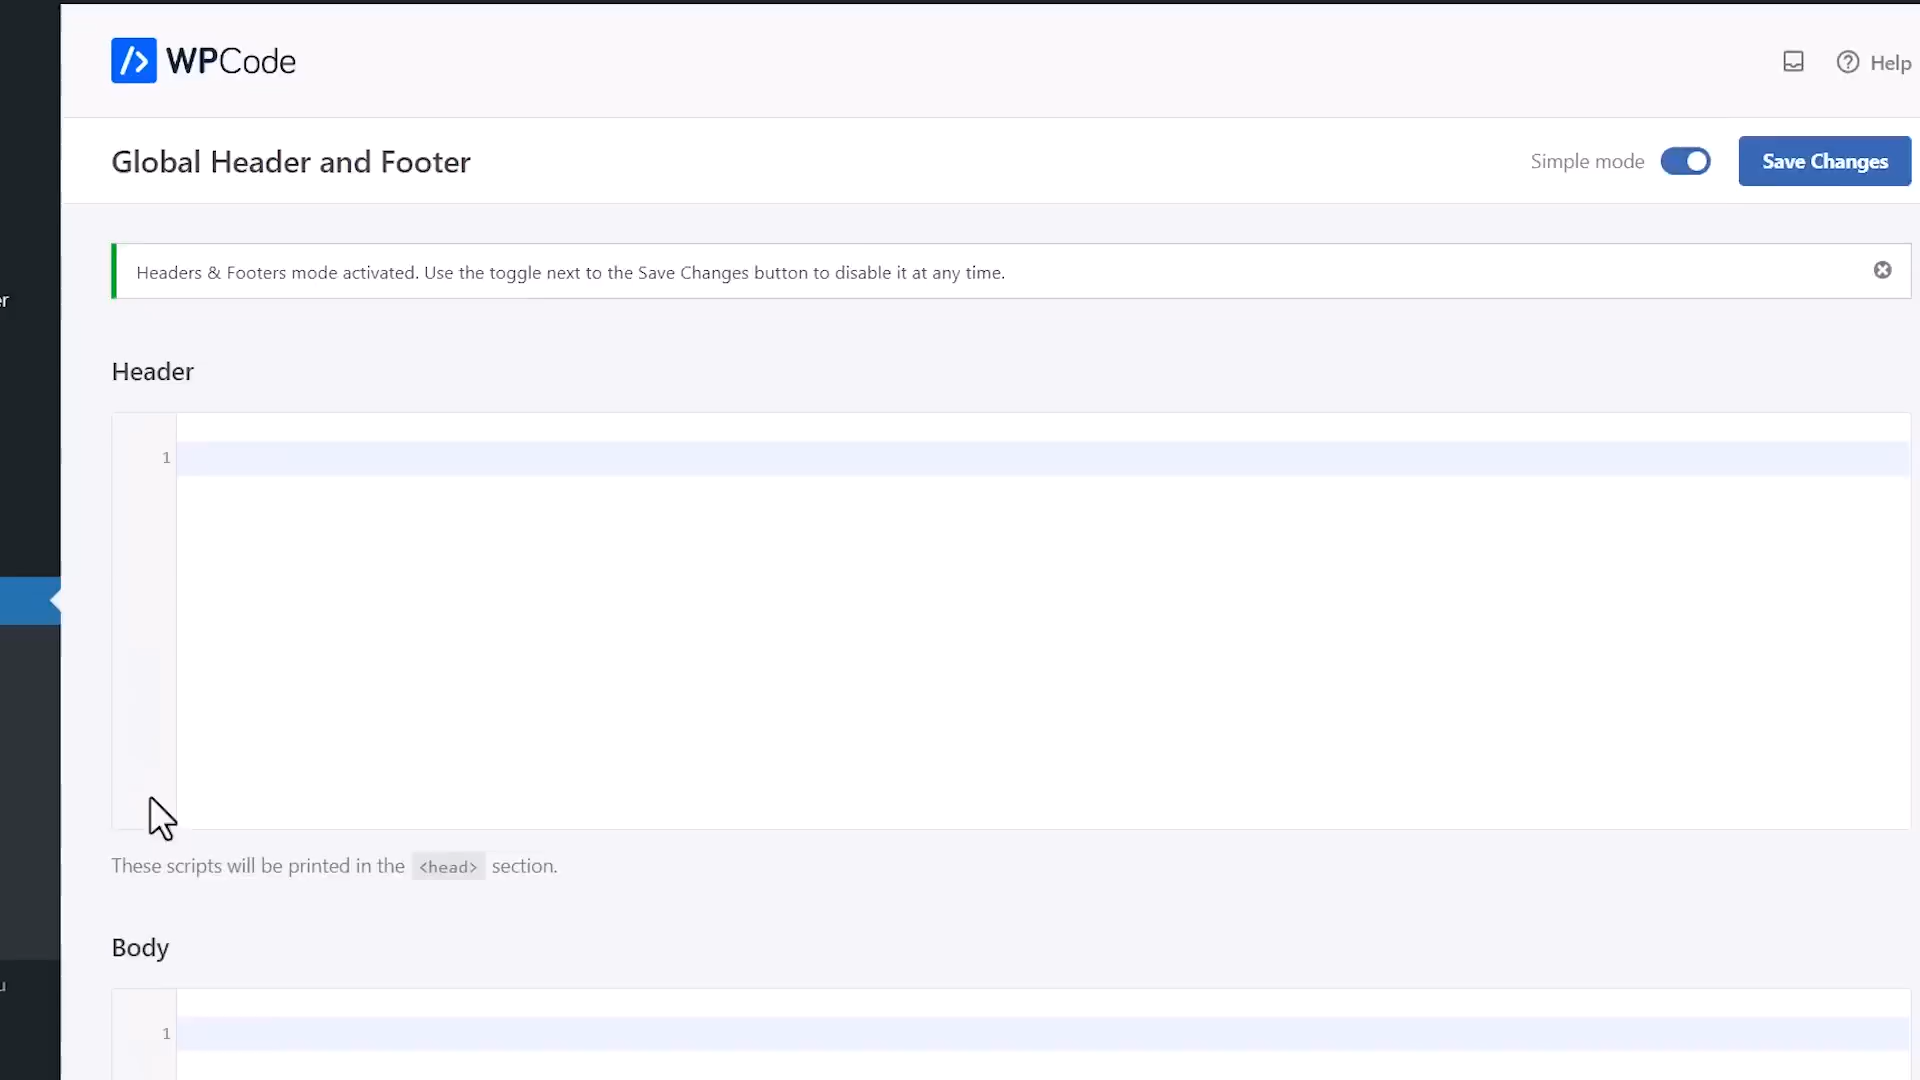 WPCode
Help
Global Header and Footer
Simple mode
Save Changes
Headers & Footers mode activated. Use the toggle next to the Save Changes button to disable it at any time.
er
Header
1
These scripts will be printed in the <head> section.
Body
u
1